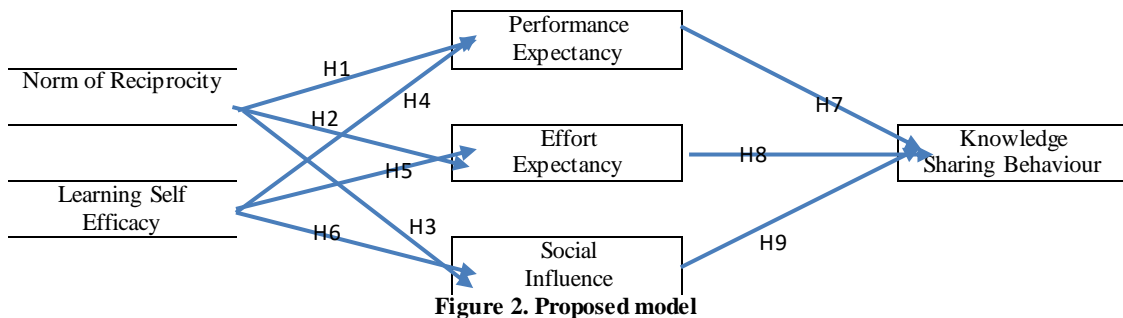 Performance
Expectancy
Norm of Reciprocity
H1
H4
H7
H2
Effort
Expectancy
Knowledge
Sharing Behaviour
H8
H5
Learning Self
Efficacy
H3
H6
H9
Social
Influence
Figure 2. Proposed model